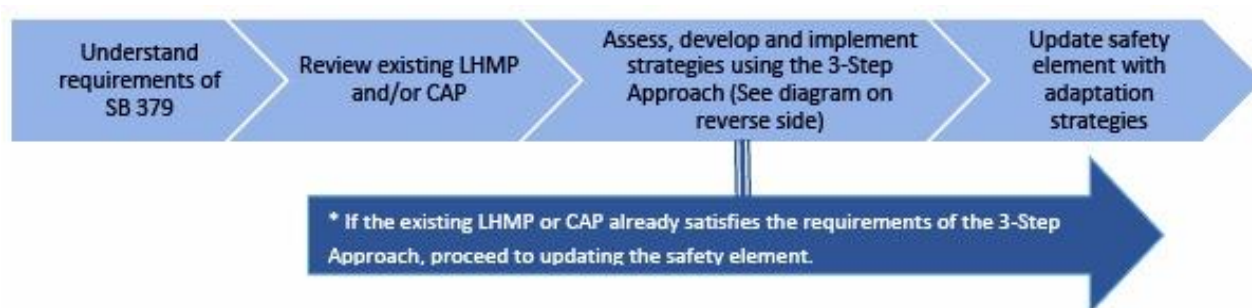 Understand
requirements of
SB 379
Review existing LHMP
and/or CAP
Assess, develop and implement
strategies using the 3-Step
Approach (See diagram on
reverse side)
Update safety
element with
adaptation
strategies
* If the existing LHMP or CAP already satisfies the requirements of the 3-Step
Approach, proceed to updating the safety element.